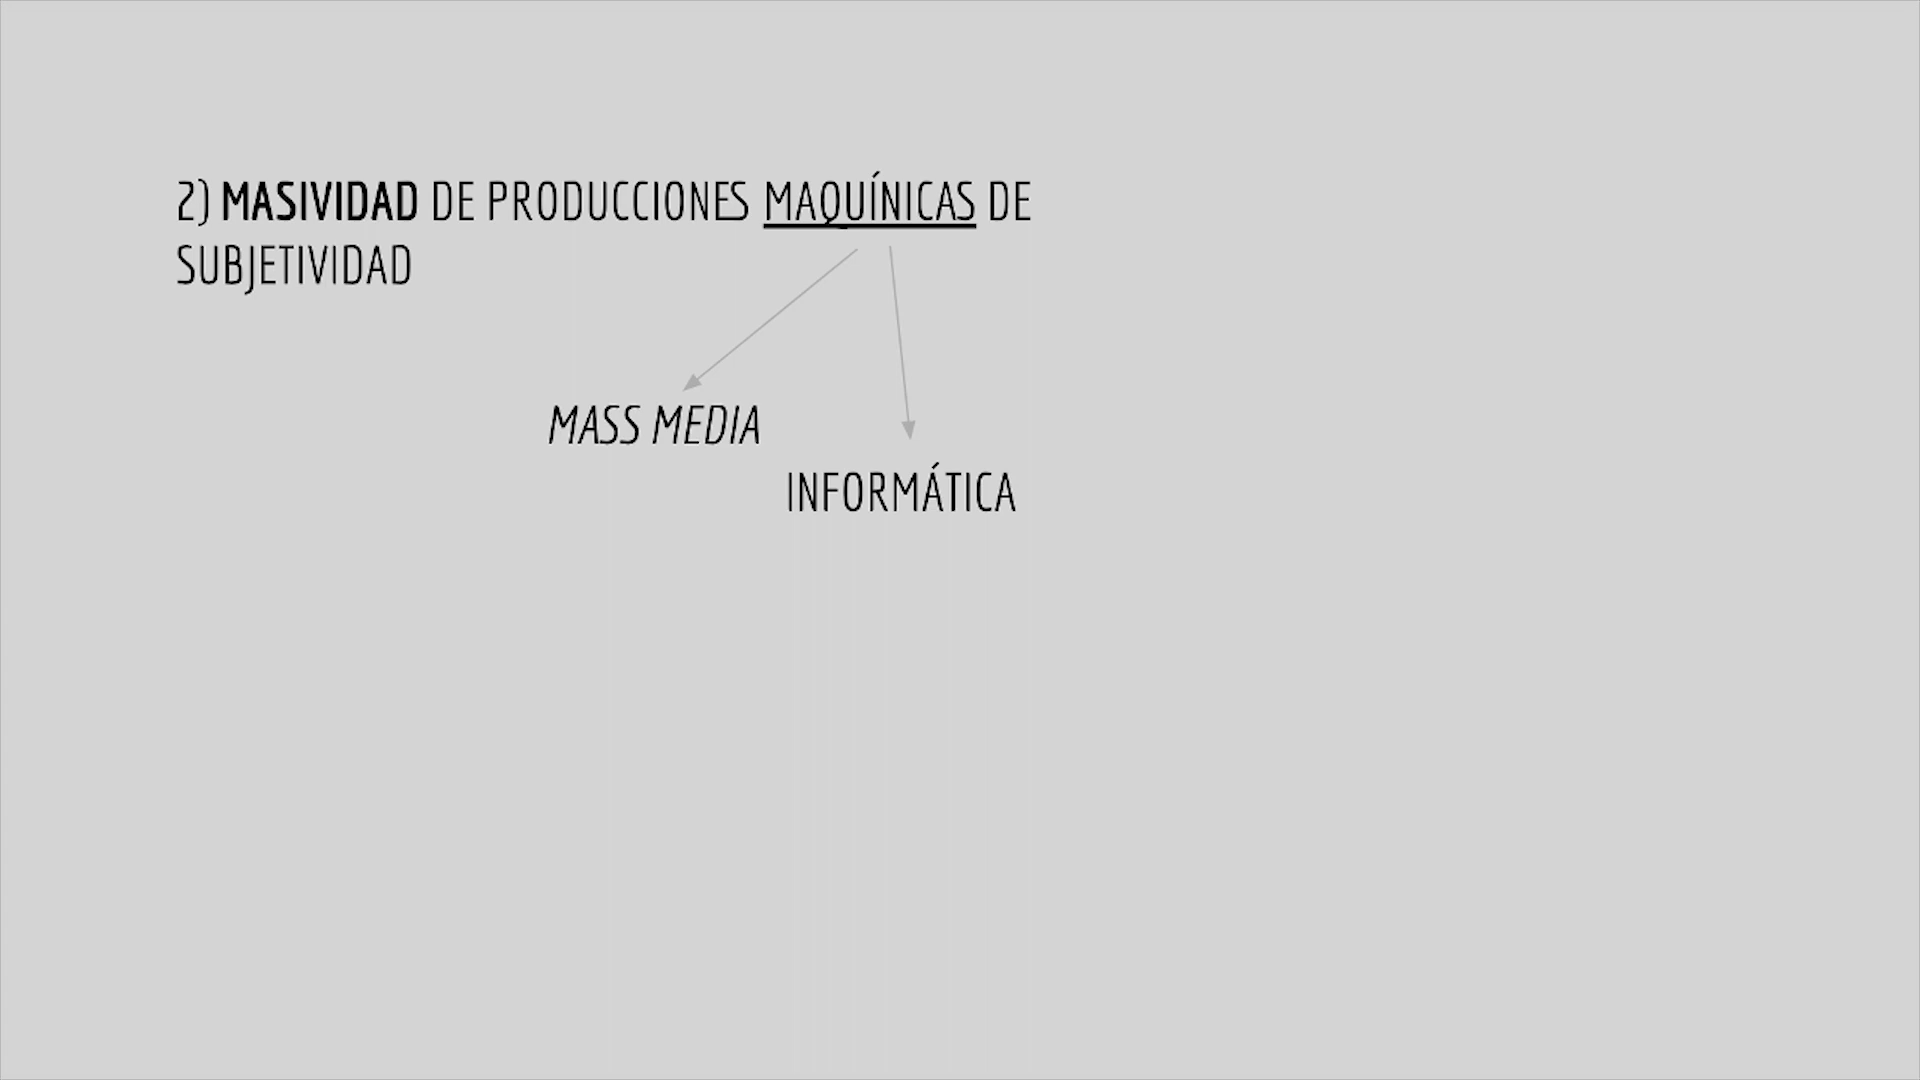 2) MASIVIDAD DE PRODUCCIONES MAQUÍNICAS DE
SUBJETIVIDAD
MASS MEDIA
INFORMÁTICA